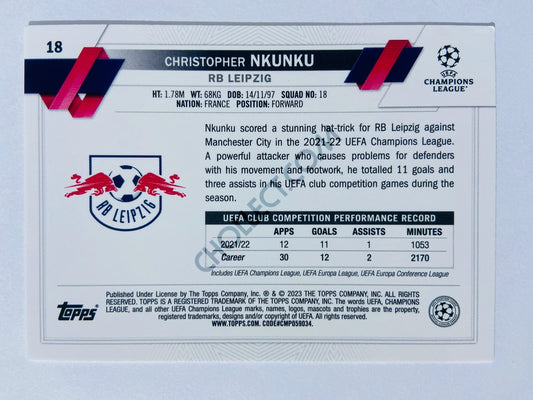 18
CHRISTOPHER NKUNKU
RB LEIPZIG
UEFA
CHAMPIONS
LEAGUE
HT: 1.78M WT: 68KG DOB: 14/11/97 SQUAD NO: 18
NATION: FRANCE POSITION: FORWARD
Nkunku scored a stunning hat-trick for RB Leipzig against
Manchester City in the 2021-22 UEFA Champions League.
A powerful attacker who causes problems for defenders
with his movement and footwork, he totalled 11 goals and
three assists in his UEFA club competition games during the
season.
RB LEIPZIG
UEFA CLUB COMPETITION PERFORMANCE RECORD
APPS GOALS ASSISTS MINUTES
2021/22 12 11 1 1053
Career 30 12 2 2170
Includes UEFA Champions League, UEFA Europa League, UEFA Europa Conference League
Topps
Published Under License by The Topps Company, Inc. ® & © 2023 THE TOPPS COMPANY, INC. ALL RIGHTS
RESERVED. TOPPS IS A REGISTERED TRADEMARK OF THE TOPPS COMPANY, INC. The words UEFA, CHAMPIONS
LEAGUE, and all other UEFA Champions League marks, names, logos, mascots and trophies are the property,
registered trademarks, designs and/or copyright of UEFA. All rights reserved.
WWW.TOPPS.COM. CODE#CMP059034.
CHOLLECT.COM